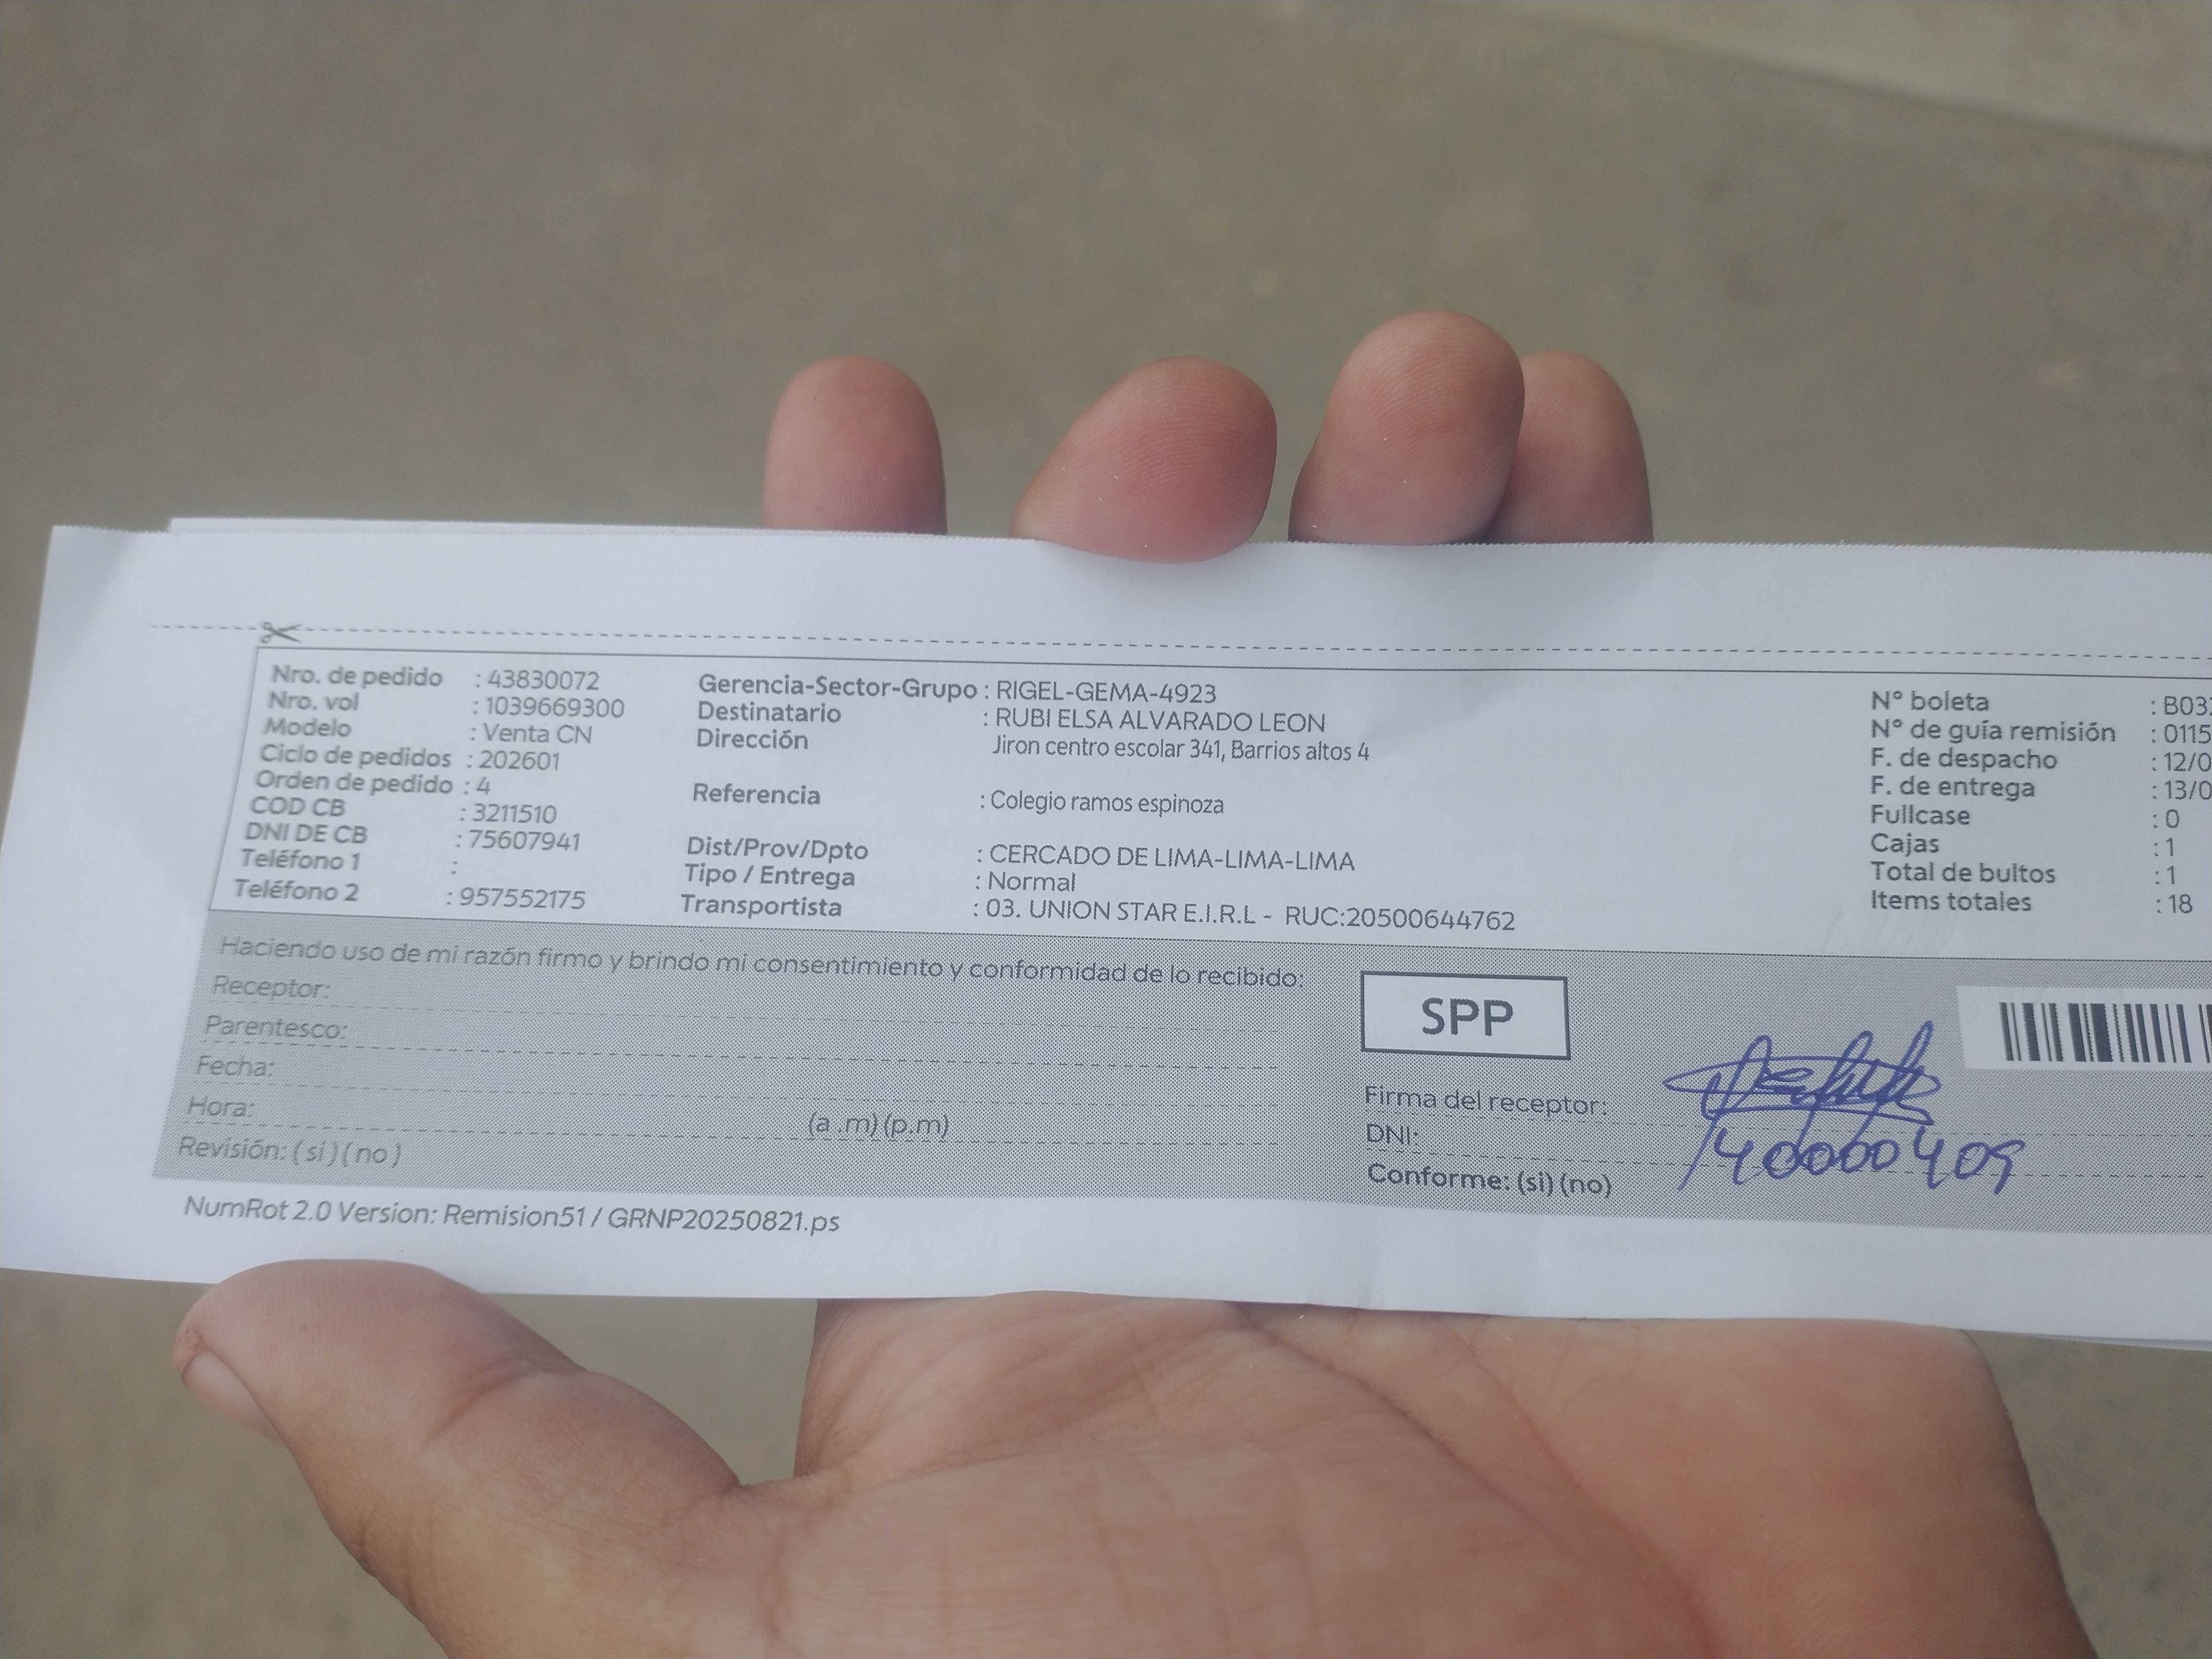 Nro. de pedido : 43830072
Nro. vol : 1039669300
Modelo : Venta CN
Ciclo de pedidos : 202601
Orden de pedido : 4
COD CB : 3211510
DNI DE CB : 75607941
Teléfono 1 :
Teléfono 2 : 957552175
Gerencia-Sector-Grupo : RIGEL-GEMA-4923
Destinatario : RUBI ELSA ALVARADO LEON
Dirección Jiron centro escolar 341, Barrios altos 4
Referencia : Colegio ramos espinoza
Dist/Prov/Dpto : CERCADO DE LIMA-LIMA-LIMA
Tipo / Entrega : Normal
Transportista : 03. UNION STAR E.I.R.L - RUC:20500644762
N° boleta : B03
N° de guía remisión : 0115
F. de despacho : 12/0
F. de entrega : 13/0
Fullcase : 0
Cajas : 1
Total de bultos : 1
Items totales : 18
Haciendo uso de mi razón firmo y brindo mi consentimiento y conformidad de lo recibido:
Receptor:
Parentesco:
Fecha:
Hora: (a .m) (p.m)
Revisión: ( si ) ( no )
SPP
Firma del receptor:
DNI: 40000409
Conforme: (si) (no)
NumRot 2.0 Version: Remision51 / GRNP20250821.ps